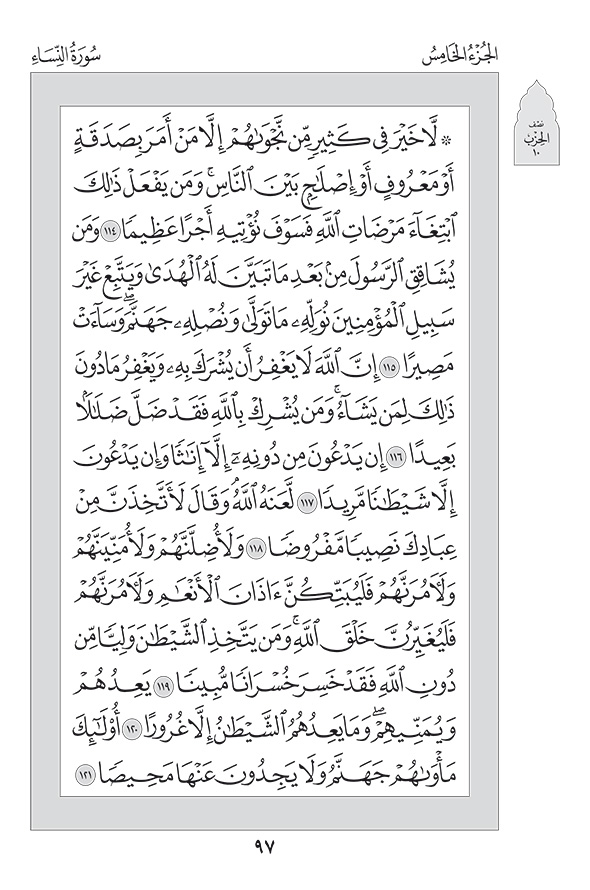 الجُزْءُ الخَامِسُ
سُورَةُ النِّسَاءِ
نصف
الحزب
١٠
۞ لَّا خَيْرَ فِي كَثِيرٖ مِّن نَّجْوَىٰهُمْ إِلَّا مَنْ أَمَرَ بِصَدَقَةٍ
أَوْ مَعْرُوفٍ أَوْ إِصْلَٰحِۭ بَيْنَ ٱلنَّاسِۚ وَمَن يَفْعَلْ ذَٰلِكَ
ٱبْتِغَآءَ مَرْضَاتِ ٱللَّهِ فَسَوْفَ نُؤْتِيهِ أَجْرًا عَظِيمٗا ١١٤ وَمَن
يُشَاقِقِ ٱلرَّسُولَ مِنۢ بَعْدِ مَا تَبَيَّنَ لَهُ ٱلْهُدَىٰ وَيَتَّبِعْ غَيْرَ
سَبِيلِ ٱلْمُؤْمِنِينَ نُوَلِّهِۦ مَا تَوَلَّىٰ وَنُصْلِهِۦ جَهَنَّمَۖ وَسَآءَتْ
مَصِيرًا ١١٥ إِنَّ ٱللَّهَ لَا يَغْفِرُ أَن يُشْرَكَ بِهِۦ وَيَغْفِرُ مَا دُونَ
ذَٰلِكَ لِمَن يَشَآءُۚ وَمَن يُشْرِكْ بِٱللَّهِ فَقَدْ ضَلَّ ضَلَٰلَۢا
بَعِيدًا ١١٦ إِن يَدْعُونَ مِن دُونِهِۦٓ إِلَّآ إِنَٰثٗا وَإِن يَدْعُونَ
إِلَّا شَيْطَٰنٗا مَّرِيدٗا ١١٧ لَّعَنَهُ ٱللَّهُۘ وَقَالَ لَأَتَّخِذَنَّ مِنْ
عِبَادِكَ نَصِيبٗا مَّفْرُوضٗا ١١٨ وَلَأُضِلَّنَّهُمْ وَلَأُمَنِّيَنَّهُمْ
وَلَأٓمُرَنَّهُمْ فَلَيُبَتِّكُنَّ ءَاذَانَ ٱلْأَنْعَٰمِ وَلَأٓمُرَنَّهُمْ
فَلَيُغَيِّرُنَّ خَلْقَ ٱللَّهِۚ وَمَن يَتَّخِذِ ٱلشَّيْطَٰنَ وَلِيّٗا مِّن
دُونِ ٱللَّهِ فَقَدْ خَسِرَ خُسْرَانٗا مُّبِينٗا ١١٩ يَعِدُهُمْ
وَيُمَنِّيهِمْۖ وَمَا يَعِدُهُمُ ٱلشَّيْطَٰنُ إِلَّا غُرُورًا ١٢٠ أُوْلَٰٓئِكَ
مَأْوَىٰهُمْ جَهَنَّمُ وَلَا يَجِدُونَ عَنْهَا مَحِيصٗا ١٢١
٩٧